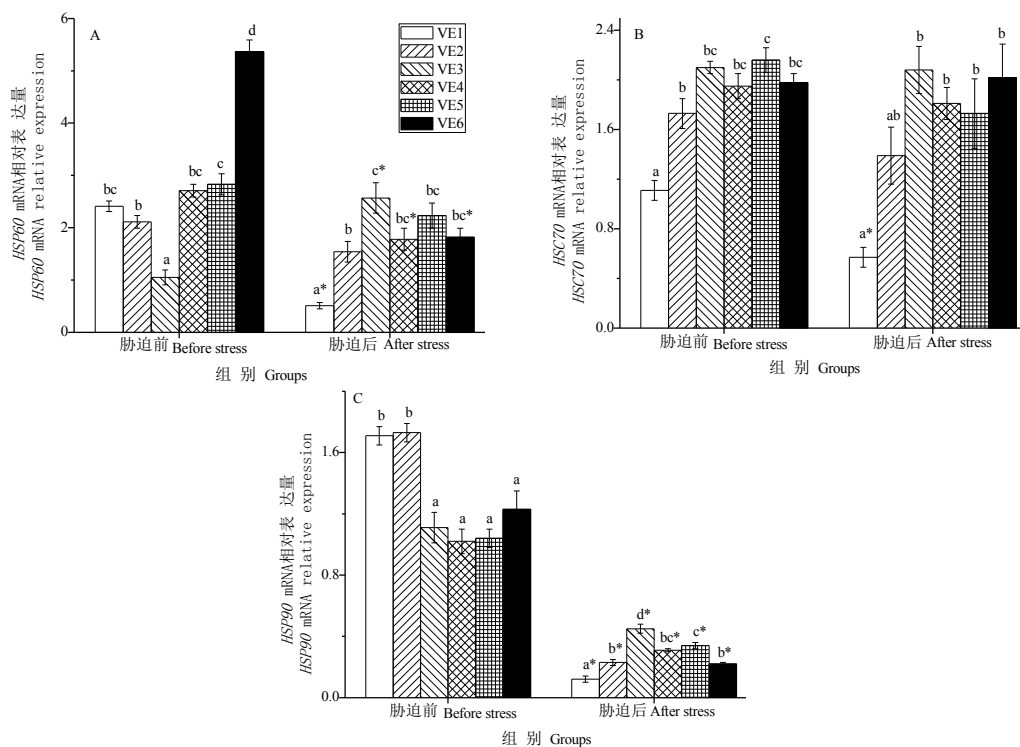 A
6
4
2
0
HSP60 mRNA相对表 达量
HSP60 mRNA relative expression
bc
b
a
bc
c
d
a*
b
c*
bc*
bc
bc*
VE1
VE2
VE3
VE4
VE5
VE6
胁迫前 Before stress
胁迫后 After stress
组 别 Groups
B
2.4
1.6
0.8
0.0
HSC70 mRNA相对表 达量
HSC70 mRNA relative expression
a
b
bc
bc
c
bc
a*
ab
b
b
b
b
胁迫前 Before stress
胁迫后 After stress
组 别 Groups
C
1.6
0.8
0.0
HSP90 mRNA相对表 达量
HSP90 mRNA relative expression
b
b
a
a
a
a
a*
b*
d*
bc*
c*
b*
胁迫前 Before stress
胁迫后 After stress
组 别 Groups